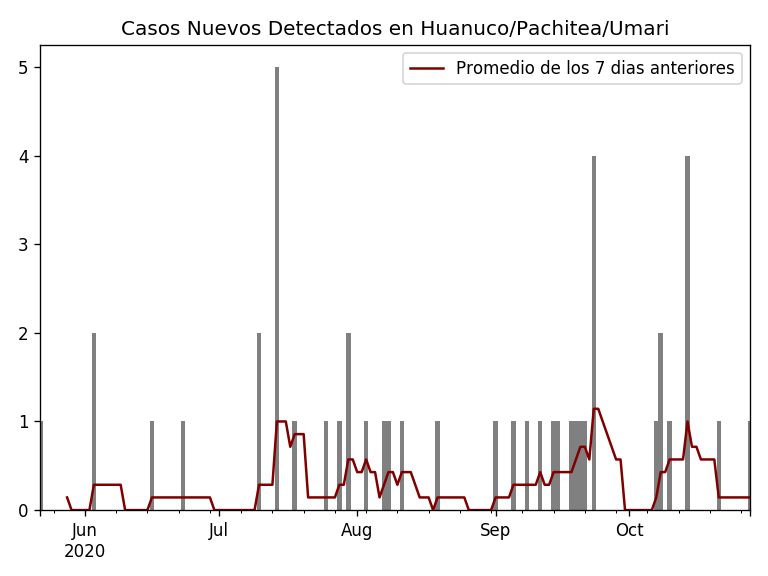 Casos Nuevos Detectados en Huanuco/Pachitea/Umari
Promedio de los 7 dias anteriores
5
4
3
2
1
0
Jun Jul Aug Sep Oct
2020